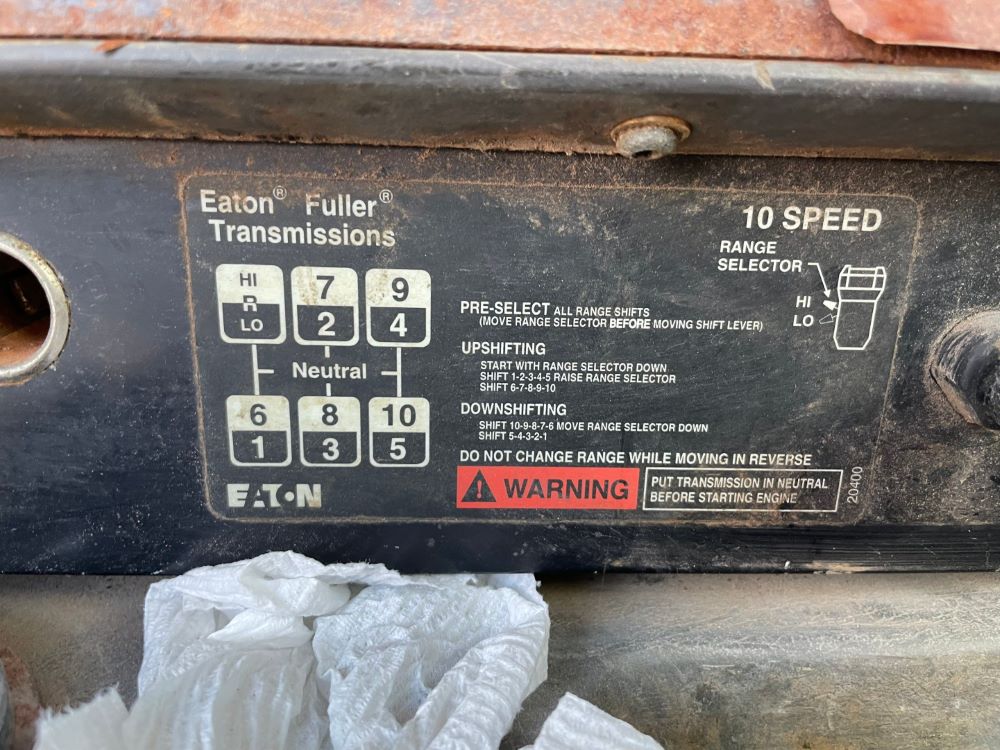 Eaton® Fuller®
Transmissions
HI
R
LO
7
2
9
4
Neutral
6
1
8
3
10
5
EATON
10 SPEED
RANGE
SELECTOR
HI
LO
PRE-SELECT ALL RANGE SHIFTS
(MOVE RANGE SELECTOR BEFORE MOVING SHIFT LEVER)
UPSHIFTING
START WITH RANGE SELECTOR DOWN
SHIFT 1-2-3-4-5 RAISE RANGE SELECTOR
SHIFT 6-7-8-9-10
DOWNSHIFTING
SHIFT 10-9-8-7-6 MOVE RANGE SELECTOR DOWN
SHIFT 5-4-3-2-1
DO NOT CHANGE RANGE WHILE MOVING IN REVERSE
WARNING
PUT TRANSMISSION IN NEUTRAL
BEFORE STARTING ENGINE
20400